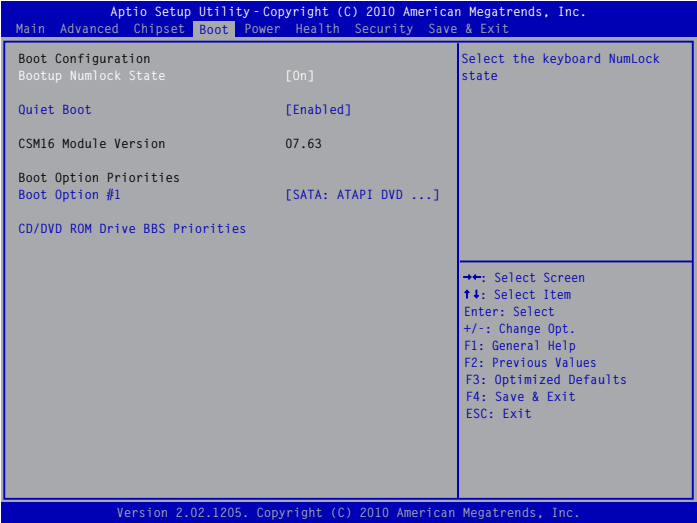 Aptio Setup Utility - Copyright (C) 2010 American Megatrends, Inc.
Main Advanced Chipset Boot Power Health Security Save & Exit
Boot Configuration
Bootup Numlock State [On]
Quiet Boot [Enabled]
CSM16 Module Version 07.63
Boot Option Priorities
Boot Option #1 [SATA: ATAPI DVD ...]
CD/DVD ROM Drive BBS Priorities
Select the keyboard NumLock
state
→←: Select Screen
↑↓: Select Item
Enter: Select
+/-: Change Opt.
F1: General Help
F2: Previous Values
F3: Optimized Defaults
F4: Save & Exit
ESC: Exit
Version 2.02.1205. Copyright (C) 2010 American Megatrends, Inc.